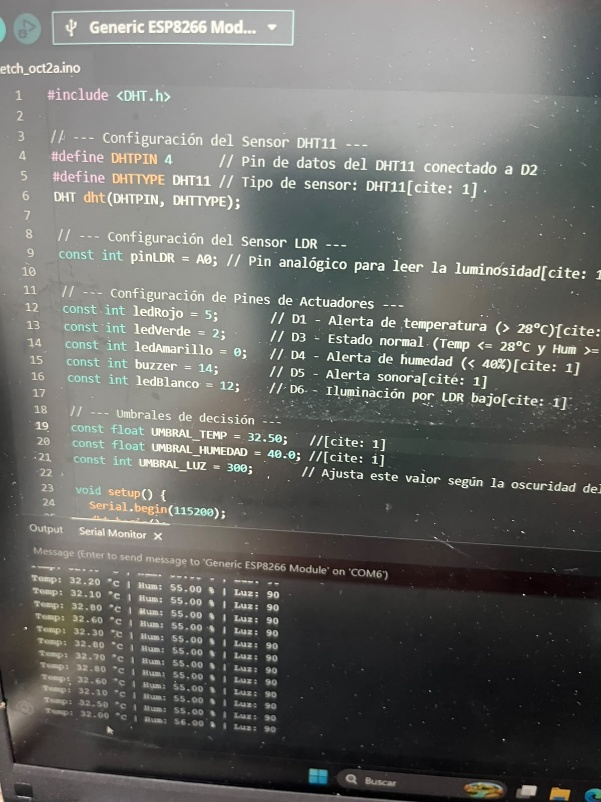 Generic ESP8266 Mod...
etch_oct2a.ino
1 #include <DHT.h>
2
3 // --- Configuración del Sensor DHT11 ---
4 #define DHTPIN 4 // Pin de datos del DHT11 conectado a D2
5 #define DHTTYPE DHT11 // Tipo de sensor: DHT11[cite: 1]
6 DHT dht(DHTPIN, DHTTYPE);
7
8 // --- Configuración del Sensor LDR ---
9 const int pinLDR = A0; // Pin analógico para leer la luminosidad[cite: 1
10
11 // --- Configuración de Pines de Actuadores ---
12 const int ledRojo = 5; // D1 - Alerta de temperatura (> 28°C)[cite:
13 const int ledVerde = 2; // D3 - Estado normal (Temp <= 28°C y Hum >=
14 const int ledAmarillo = 0; // D4 - Alerta de humedad (< 40%)[cite: 1]
15 const int buzzer = 14; // D5 - Alerta sonora[cite: 1]
16 const int ledBlanco = 12; // D6 - Iluminación por LDR bajo[cite: 1]
17
18 // --- Umbrales de decisión ---
19 const float UMBRAL_TEMP = 32.50; //[cite: 1]
20 const float UMBRAL_HUMEDAD = 40.0; //[cite: 1]
21 const int UMBRAL_LUZ = 300; // Ajusta este valor según la oscuridad del
22
23 void setup() {
24 Serial.begin(115200);
Output Serial Monitor
Message (Enter to send message to 'Generic ESP8266 Module' on 'COM6')
Temp: 32.20 °C | Hum: 55.00 % | Luz: 90
Temp: 32.10 °C | Hum: 55.00 % | Luz: 90
Temp: 32.80 °C | Hum: 55.00 % | Luz: 90
Temp: 32.60 °C | Hum: 55.00 % | Luz: 90
Temp: 32.30 °C | Hum: 55.00 % | Luz: 90
Temp: 32.80 °C | Hum: 55.00 % | Luz: 90
Temp: 32.70 °C | Hum: 55.00 % | Luz: 90
Temp: 32.80 °C | Hum: 55.00 % | Luz: 90
Temp: 32.60 °C | Hum: 55.00 % | Luz: 90
Temp: 32.10 °C | Hum: 55.00 % | Luz: 90
Temp: 32.50 °C | Hum: 55.00 % | Luz: 90
Temp: 32.60 °C | Hum: 56.00 % | Luz: 90
Buscar